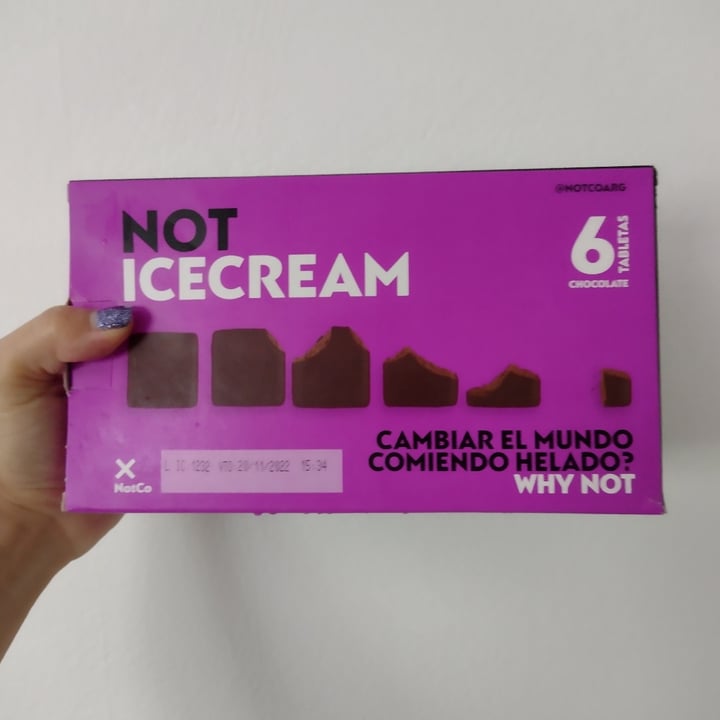 @NOTCOARG
NOT
ICECREAM
6
TABLETAS
CHOCOLATE
CAMBIAR EL MUNDO
COMIENDO HELADO?
WHY NOT
NotCo
L IC 1232 VTO 20/11/2022 15:34